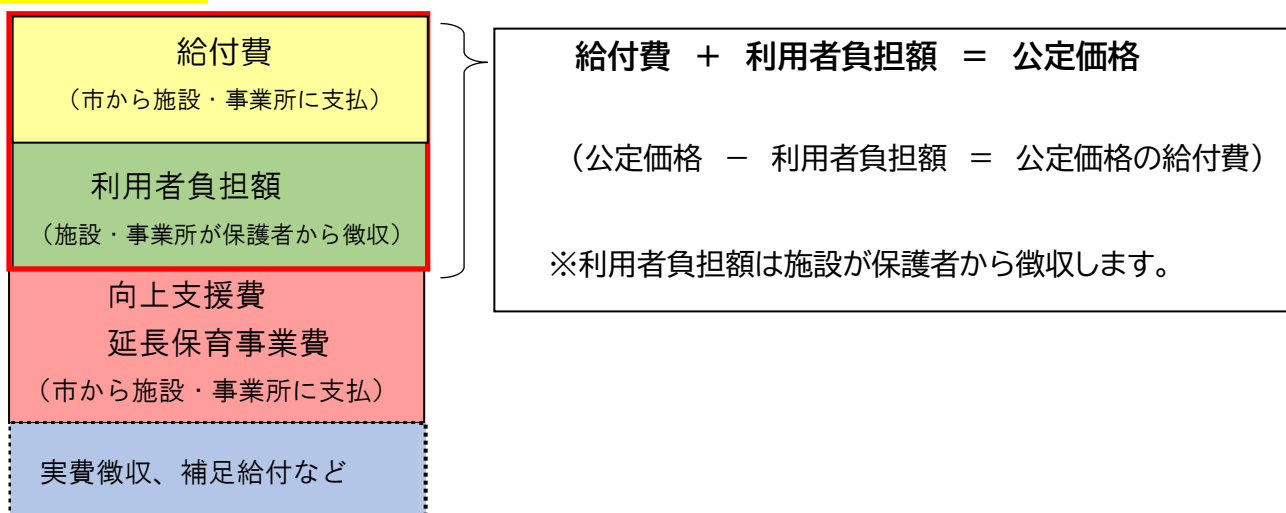 給付費
（市から施設・事業所に支払）
利用者負担額
（施設・事業所が保護者から徴収）
向上支援費
延長保育事業費
（市から施設・事業所に支払）
実費徴収、補足給付など
給付費 ＋ 利用者負担額 ＝ 公定価格
（公定価格 － 利用者負担額 ＝ 公定価格の給付費）
※利用者負担額は施設が保護者から徴収します。